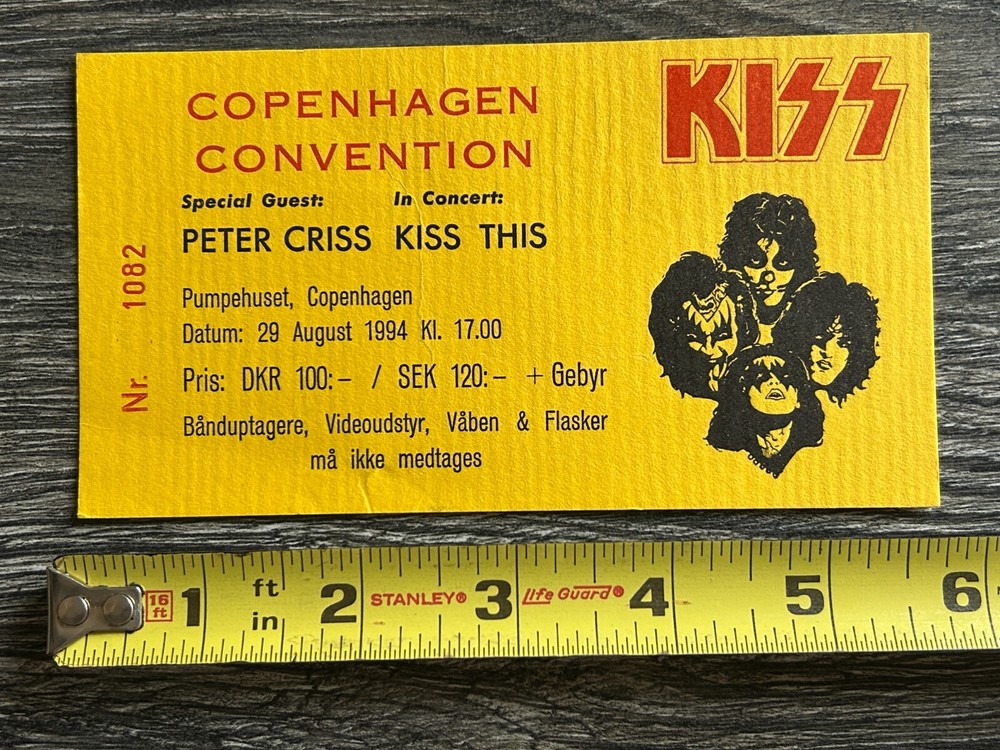 COPENHAGEN
CONVENTION
KISS
Special Guest: In Concert:
PETER CRISS KISS THIS
Pumpehuset, Copenhagen
Datum: 29 August 1994 Kl. 17.00
Pris: DKR 100:- / SEK 120:- + Gebyr
Bånduptagere, Videoudstyr, Våben & Flasker
må ikke medtages
Nr. 1082
16 ft 1 ft in 2 STANLEY® 3 Life Guard® 4 5 6